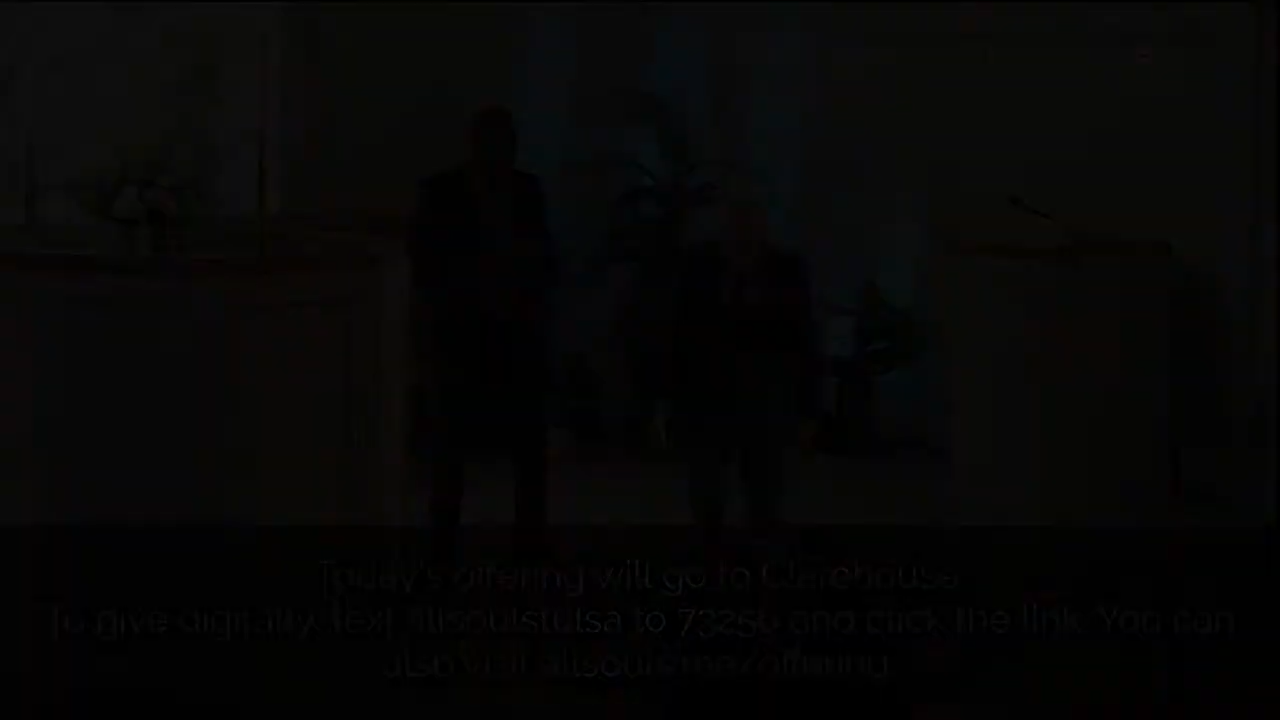 Today's offering will go to Clarehouse
To give digitally, Text allsoulstulsa to 73256 and click the link. You can
also visit allsouls.me/offering